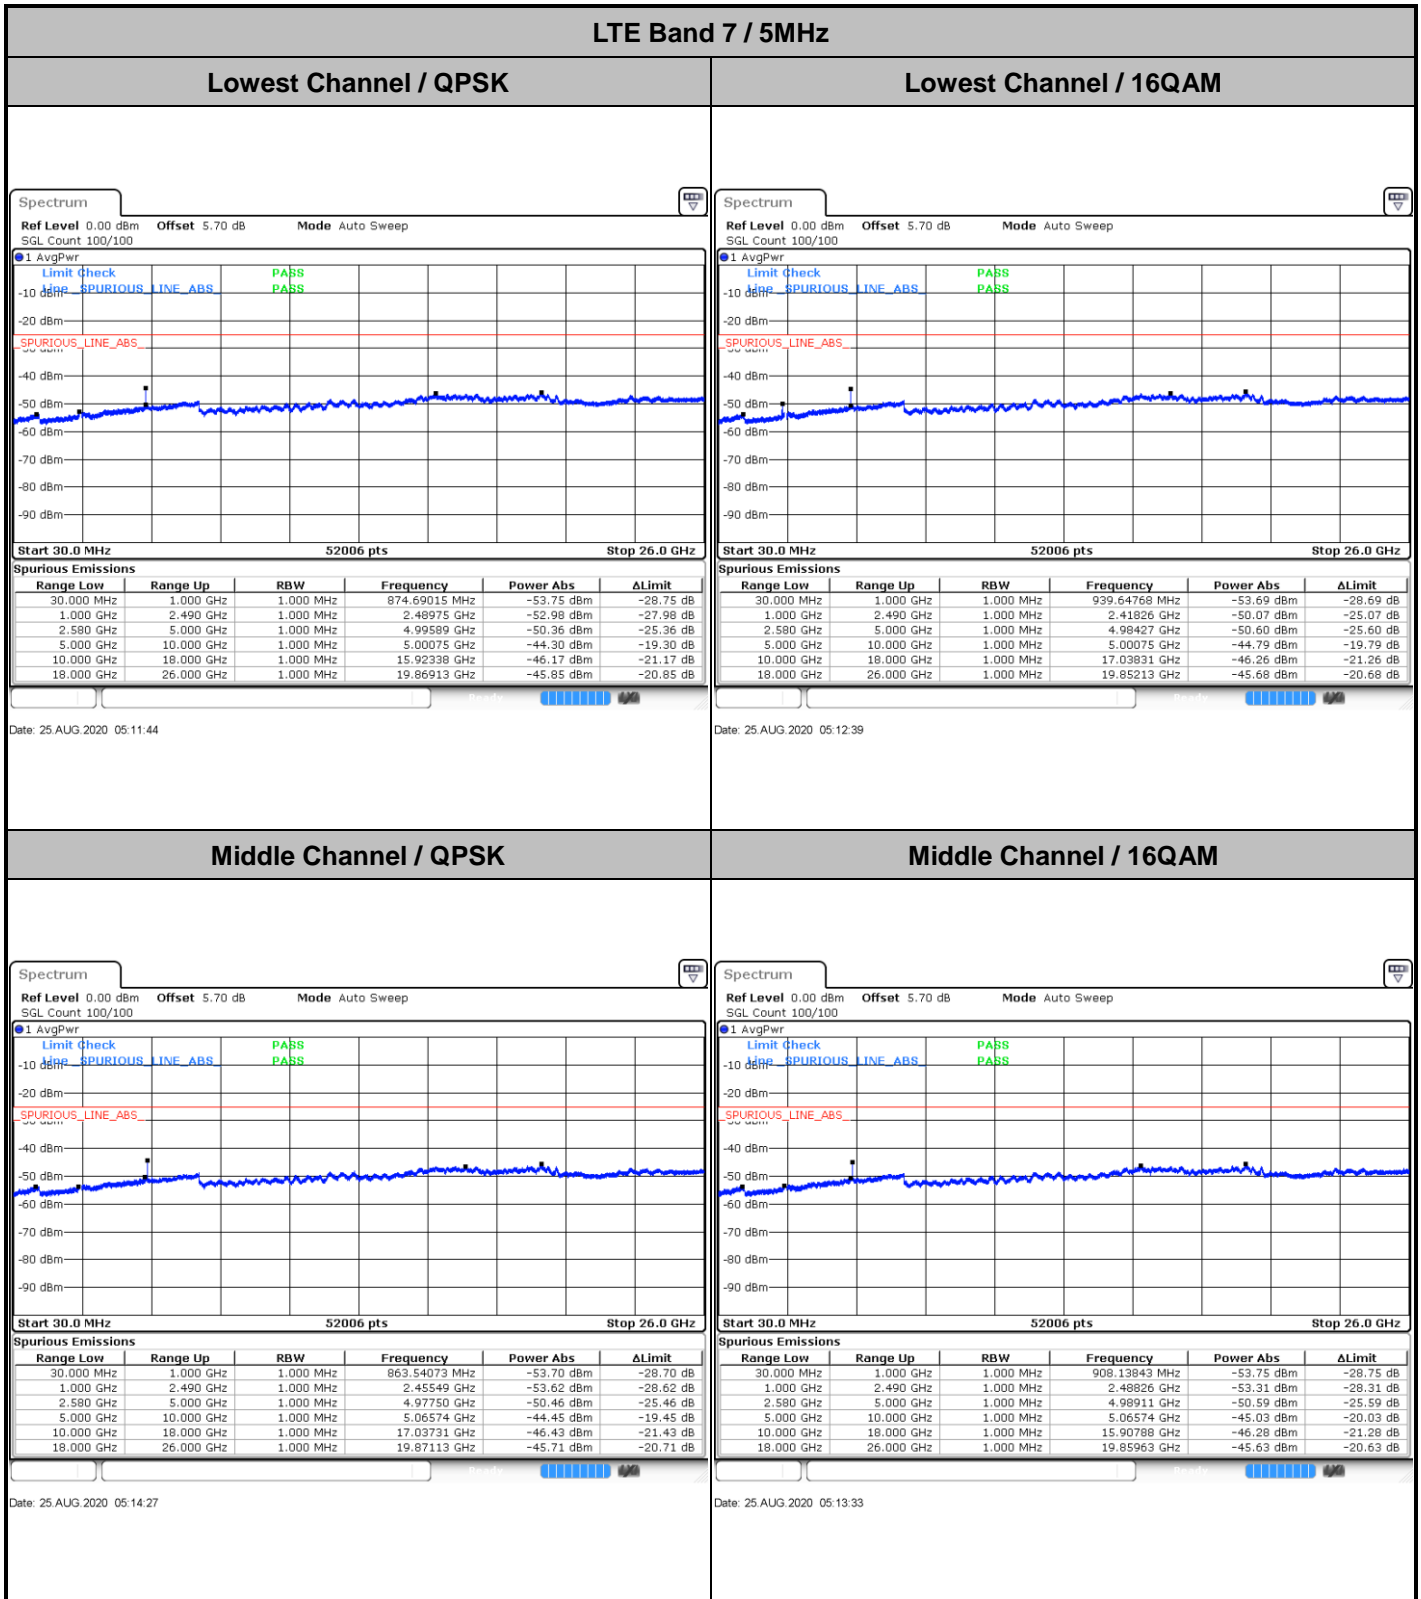 LTE Band 7 / 5MHz
Lowest Channel / QPSK
Lowest Channel / 16QAM
Spectrum
Ref Level 0.00 dBm Offset 5.70 dB Mode Auto Sweep
SGL Count 100/100
1 AvgPwr
Limit Check PASS
Line _SPURIOUS_LINE_ABS_ PASS
-10 dBm
-20 dBm
_SPURIOUS_LINE_ABS_
-40 dBm
-50 dBm
-60 dBm
-70 dBm
-80 dBm
-90 dBm
Start 30.0 MHz 52006 pts Stop 26.0 GHz
Spurious Emissions
Range Low Range Up RBW Frequency Power Abs ΔLimit
30.000 MHz 1.000 GHz 1.000 MHz 874.69015 MHz -53.75 dBm -28.75 dB
1.000 GHz 2.490 GHz 1.000 MHz 2.48975 GHz -52.98 dBm -27.98 dB
2.580 GHz 5.000 GHz 1.000 MHz 4.99589 GHz -50.36 dBm -25.36 dB
5.000 GHz 10.000 GHz 1.000 MHz 5.00075 GHz -44.30 dBm -19.30 dB
10.000 GHz 18.000 GHz 1.000 MHz 15.92338 GHz -46.17 dBm -21.17 dB
18.000 GHz 26.000 GHz 1.000 MHz 19.86913 GHz -45.85 dBm -20.85 dB
Date: 25.AUG.2020 05:11:44
Spectrum
Ref Level 0.00 dBm Offset 5.70 dB Mode Auto Sweep
SGL Count 100/100
1 AvgPwr
Limit Check PASS
Line _SPURIOUS_LINE_ABS_ PASS
-10 dBm
-20 dBm
_SPURIOUS_LINE_ABS_
-40 dBm
-50 dBm
-60 dBm
-70 dBm
-80 dBm
-90 dBm
Start 30.0 MHz 52006 pts Stop 26.0 GHz
Spurious Emissions
Range Low Range Up RBW Frequency Power Abs ΔLimit
30.000 MHz 1.000 GHz 1.000 MHz 939.64768 MHz -53.69 dBm -28.69 dB
1.000 GHz 2.490 GHz 1.000 MHz 2.41826 GHz -50.07 dBm -25.07 dB
2.580 GHz 5.000 GHz 1.000 MHz 4.98427 GHz -50.60 dBm -25.60 dB
5.000 GHz 10.000 GHz 1.000 MHz 5.00075 GHz -44.79 dBm -19.79 dB
10.000 GHz 18.000 GHz 1.000 MHz 17.03831 GHz -46.26 dBm -21.26 dB
18.000 GHz 26.000 GHz 1.000 MHz 19.85213 GHz -45.68 dBm -20.68 dB
Date: 25.AUG.2020 05:12:39
Middle Channel / QPSK
Middle Channel / 16QAM
Spectrum
Ref Level 0.00 dBm Offset 5.70 dB Mode Auto Sweep
SGL Count 100/100
1 AvgPwr
Limit Check PASS
Line _SPURIOUS_LINE_ABS_ PASS
-10 dBm
-20 dBm
_SPURIOUS_LINE_ABS_
-40 dBm
-50 dBm
-60 dBm
-70 dBm
-80 dBm
-90 dBm
Start 30.0 MHz 52006 pts Stop 26.0 GHz
Spurious Emissions
Range Low Range Up RBW Frequency Power Abs ΔLimit
30.000 MHz 1.000 GHz 1.000 MHz 863.54073 MHz -53.70 dBm -28.70 dB
1.000 GHz 2.490 GHz 1.000 MHz 2.45549 GHz -53.62 dBm -28.62 dB
2.580 GHz 5.000 GHz 1.000 MHz 4.97750 GHz -50.46 dBm -25.46 dB
5.000 GHz 10.000 GHz 1.000 MHz 5.06574 GHz -44.45 dBm -19.45 dB
10.000 GHz 18.000 GHz 1.000 MHz 17.03731 GHz -46.43 dBm -21.43 dB
18.000 GHz 26.000 GHz 1.000 MHz 19.87113 GHz -45.71 dBm -20.71 dB
Date: 25.AUG.2020 05:14:27
Spectrum
Ref Level 0.00 dBm Offset 5.70 dB Mode Auto Sweep
SGL Count 100/100
1 AvgPwr
Limit Check PASS
Line _SPURIOUS_LINE_ABS_ PASS
-10 dBm
-20 dBm
_SPURIOUS_LINE_ABS_
-40 dBm
-50 dBm
-60 dBm
-70 dBm
-80 dBm
-90 dBm
Start 30.0 MHz 52006 pts Stop 26.0 GHz
Spurious Emissions
Range Low Range Up RBW Frequency Power Abs ΔLimit
30.000 MHz 1.000 GHz 1.000 MHz 908.13843 MHz -53.75 dBm -28.75 dB
1.000 GHz 2.490 GHz 1.000 MHz 2.48826 GHz -53.31 dBm -28.31 dB
2.580 GHz 5.000 GHz 1.000 MHz 4.98911 GHz -50.59 dBm -25.59 dB
5.000 GHz 10.000 GHz 1.000 MHz 5.06574 GHz -45.03 dBm -20.03 dB
10.000 GHz 18.000 GHz 1.000 MHz 15.90788 GHz -46.28 dBm -21.28 dB
18.000 GHz 26.000 GHz 1.000 MHz 19.85963 GHz -45.63 dBm -20.63 dB
Date: 25.AUG.2020 05:13:33